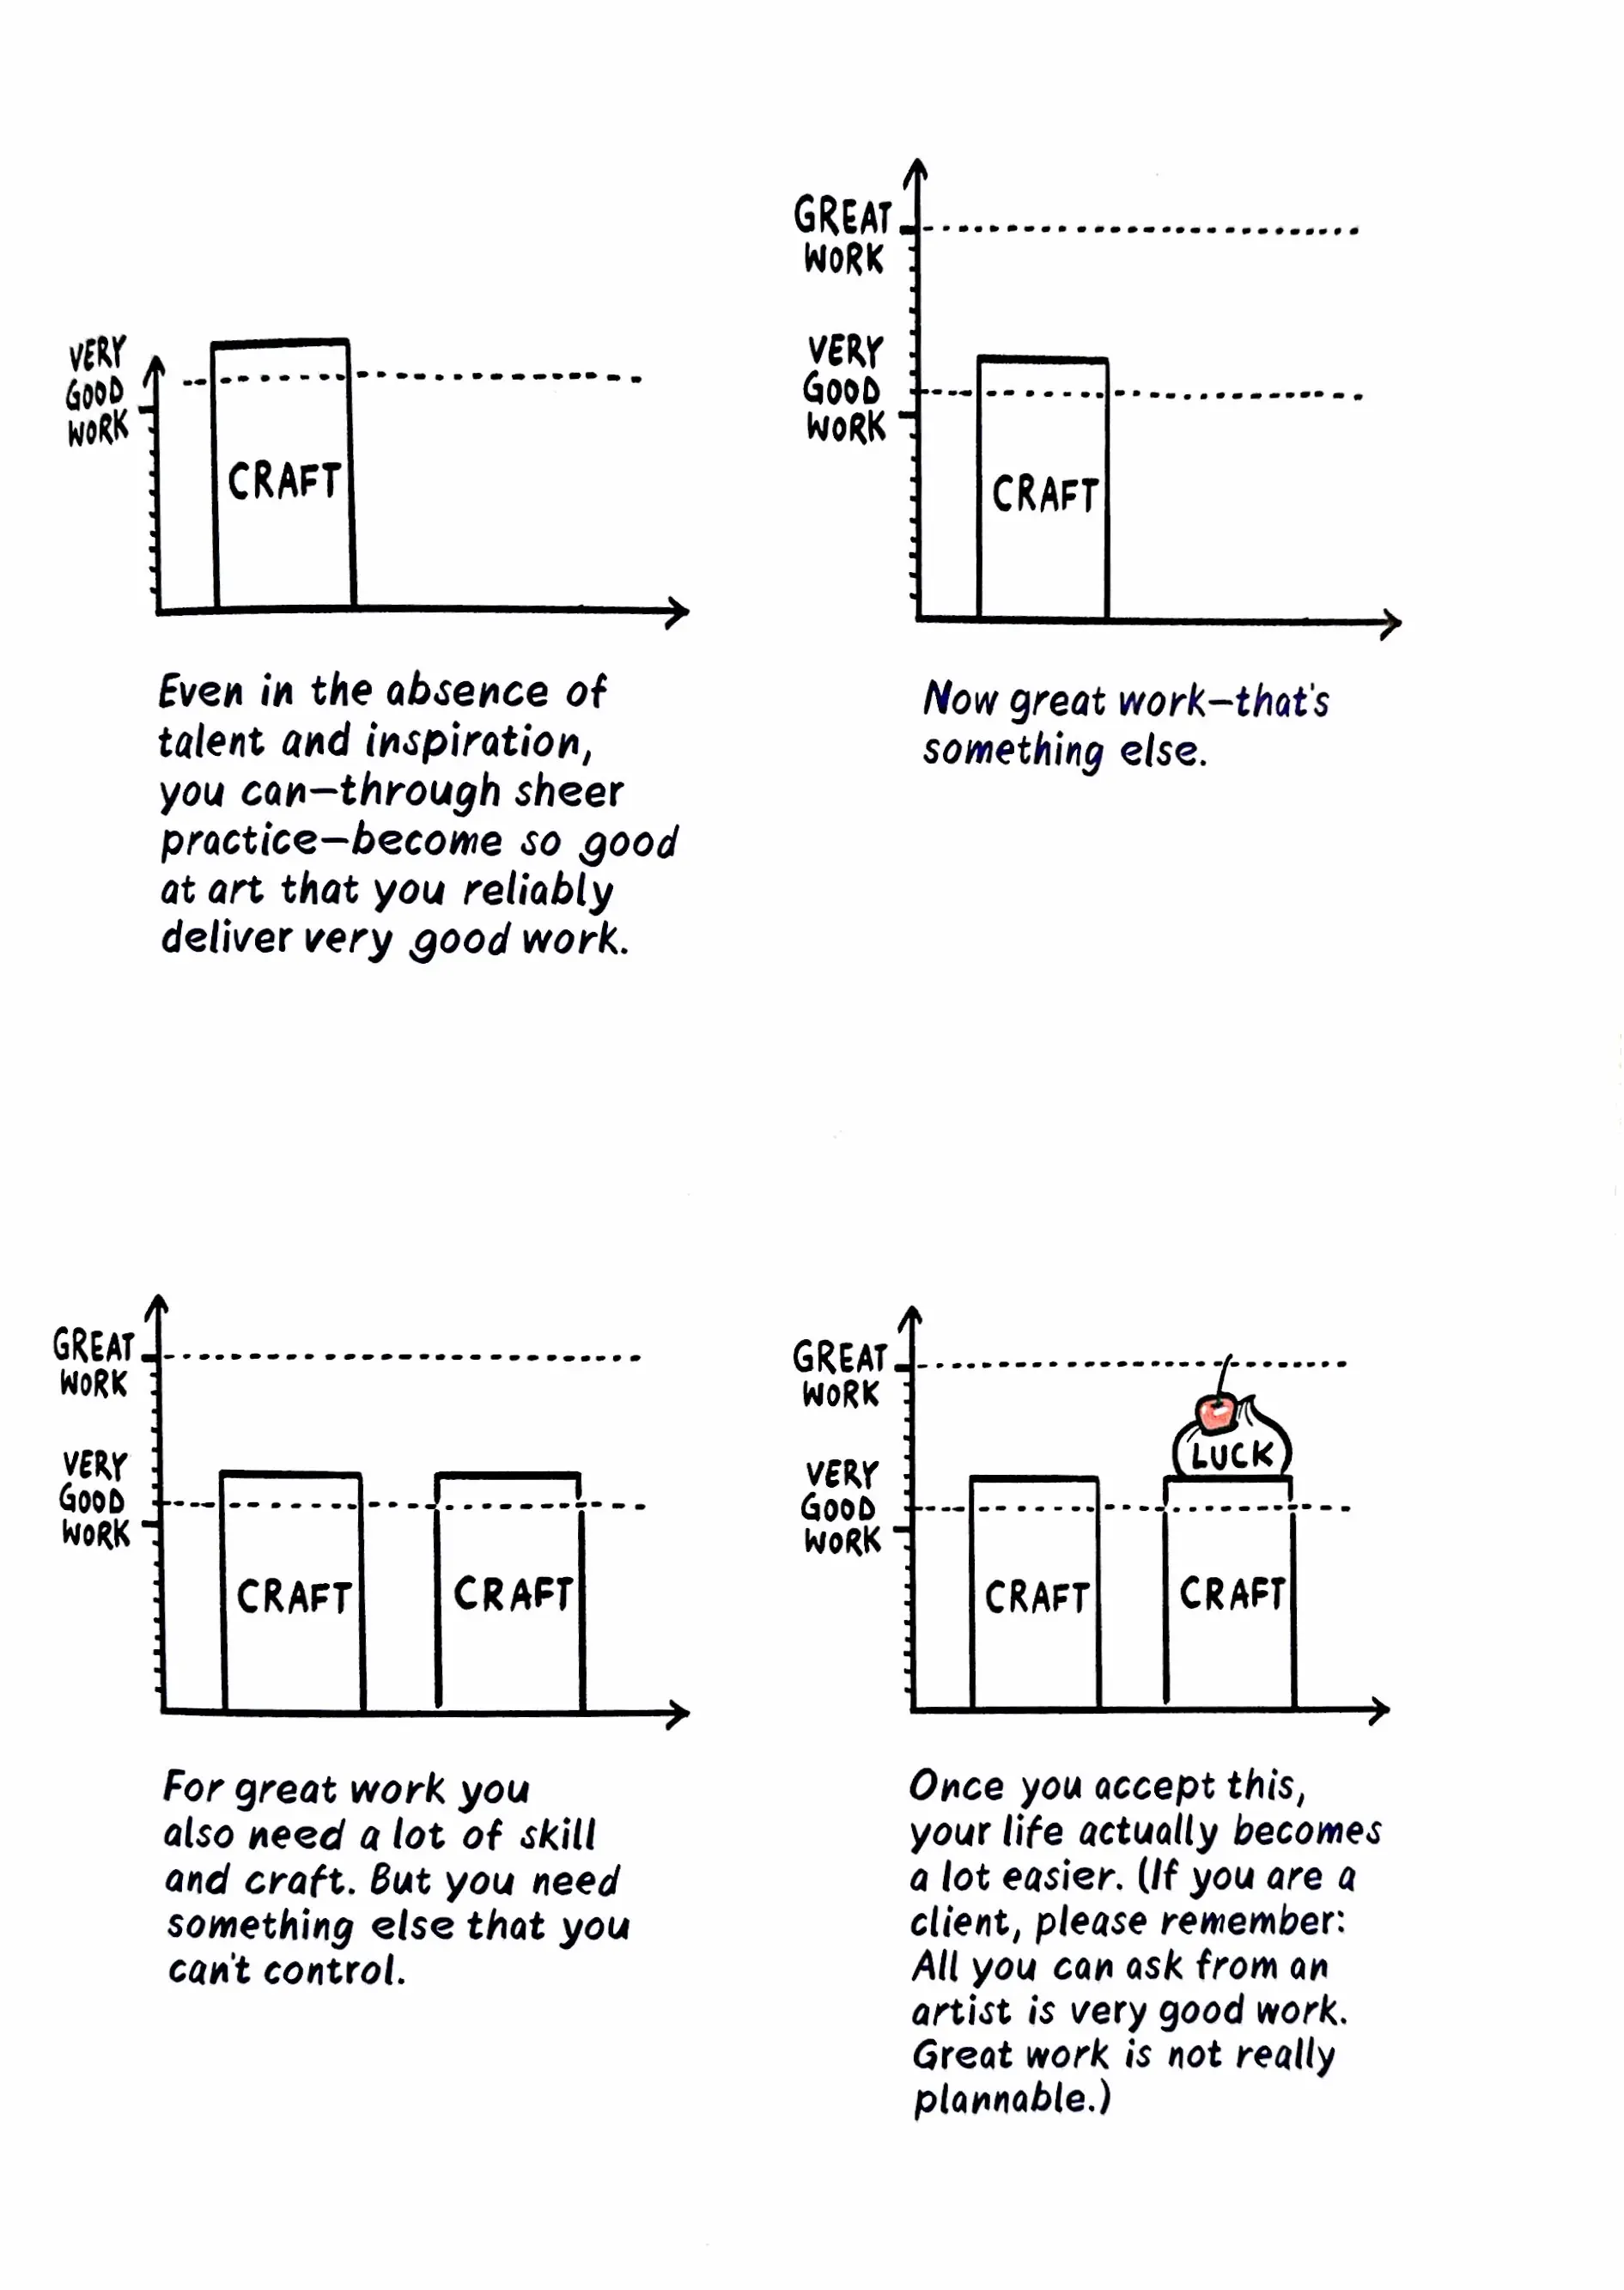 VERY
GOOD
WORK
CRAFT
Even in the absence of
talent and inspiration,
you can—through sheer
practice—become so good
at art that you reliably
deliver very good work.
GREAT
WORK
VERY
GOOD
WORK
CRAFT
Now great work—that's
something else.
GREAT
WORK
VERY
GOOD
WORK
CRAFT
CRAFT
For great work you
also need a lot of skill
and craft. But you need
something else that you
can't control.
GREAT
WORK
VERY
GOOD
WORK
LUCK
CRAFT
CRAFT
Once you accept this,
your life actually becomes
a lot easier. (If you are a
client, please remember:
All you can ask from an
artist is very good work.
Great work is not really
plannable.)